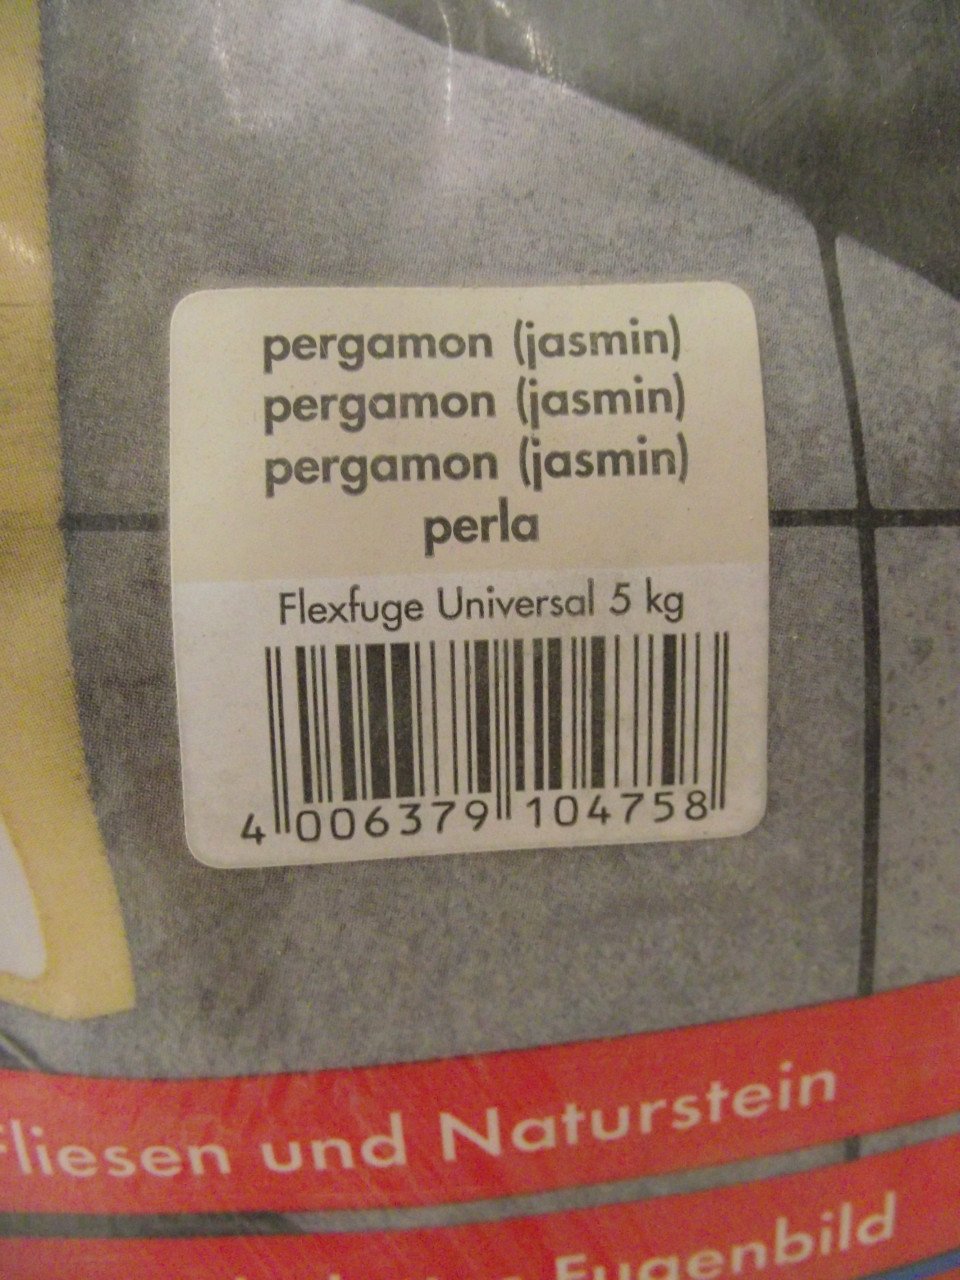 pergamon (jasmin)
pergamon (jasmin)
pergamon (jasmin)
perla
Flexfuge Universal 5 kg
4 006379 104758
Fliesen und Naturstein
Fugenbild